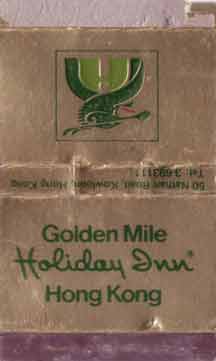 50 Nathan Road, Kowloon, Hong Kong
Tel: 3-693111
Golden Mile
Holiday Inn®
Hong Kong